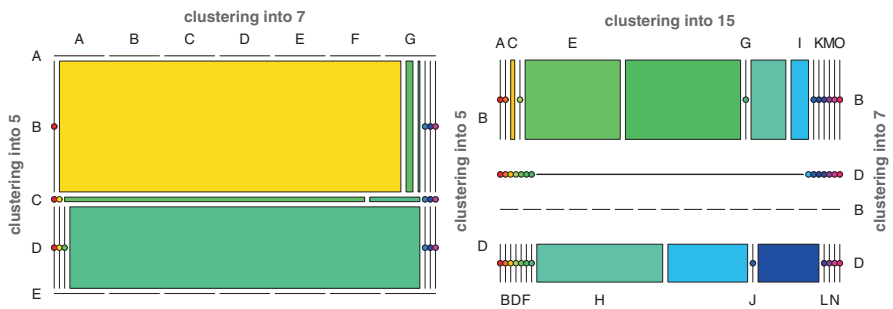 clustering into 7
A B C D E F G
clustering into 5
A
B
C
D
E
clustering into 15
A C E G I KMO
clustering into 5
B
D
B
D
B
D
clustering into 7
BDF H J LN